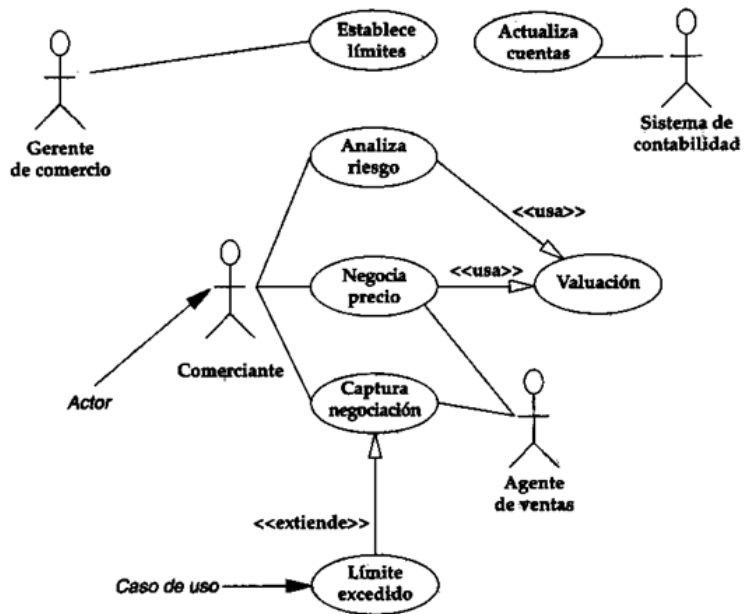 Establece
límites
Actualiza
cuentas
Gerente
de comercio
Sistema de
contabilidad
Analiza
riesgo
<<usa>>
Negocia
precio
<<usa>>
Valuación
Comerciante
Actor
Captura
negociación
Agente
de ventas
<<extiende>>
Caso de uso
Límite
excedido